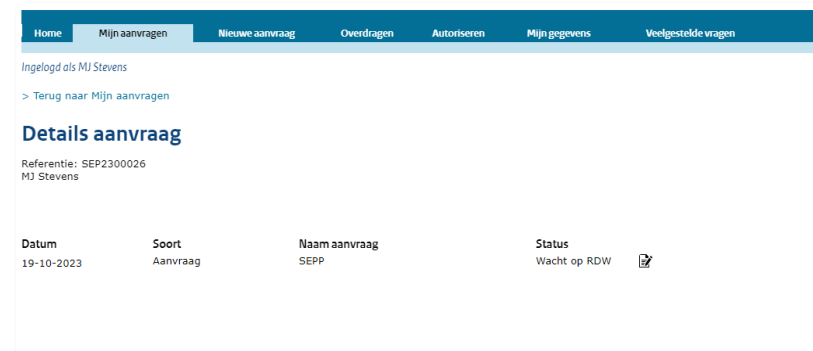 Home Mijn aanvragen Nieuwe aanvraag Overdragen Autoriseren Mijn gegevens Veelgestelde vragen
Ingelogd als MJ Stevens
> Terug naar Mijn aanvragen
Details aanvraag
Referentie: SEP2300026
MJ Stevens
Datum Soort Naam aanvraag Status
19-10-2023 Aanvraag SEPP Wacht op RDW